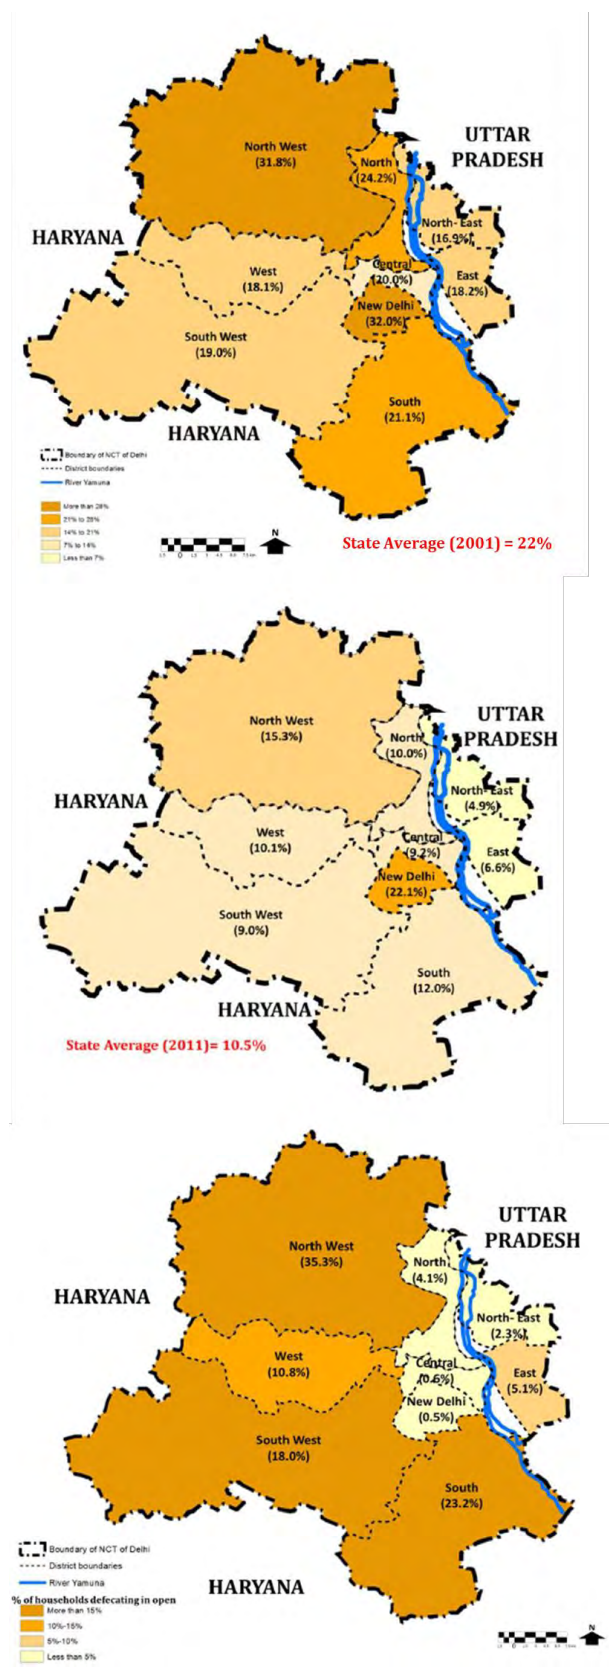 UTTAR
PRADESH
North West
(31.8%)
North
(24.2%)
North- East
(16.9%)
HARYANA
Central
(20.0%)
East
(18.2%)
West
(18.1%)
New Delhi
(32.0%)
South West
(19.0%)
South
(21.1%)
HARYANA
Boundary of NCT of Delhi
District boundaries
River Yamuna
More than 28%
21% to 28%
14% to 21%
7% to 14%
Less than 7%
N
State Average (2001) = 22%
UTTAR
PRADESH
North West
(15.3%)
North
(10.0%)
North- East
(4.9%)
HARYANA
West
(10.1%)
Central
(9.2%)
East
(6.6%)
New Delhi
(22.1%)
South West
(9.0%)
South
(12.0%)
HARYANA
State Average (2011)= 10.5%
UTTAR
PRADESH
North West
(35.3%)
North
(4.1%)
HARYANA
North- East
(2.3%)
West
(10.8%)
Central
(0.6%)
East
(5.1%)
New Delhi
(0.5%)
South West
(18.0%)
South
(23.2%)
Boundary of NCT of Delhi
District boundaries
River Yamuna
HARYANA
% of households defecating in open
More than 15%
10%-15%
5%-10%
Less than 5%
N